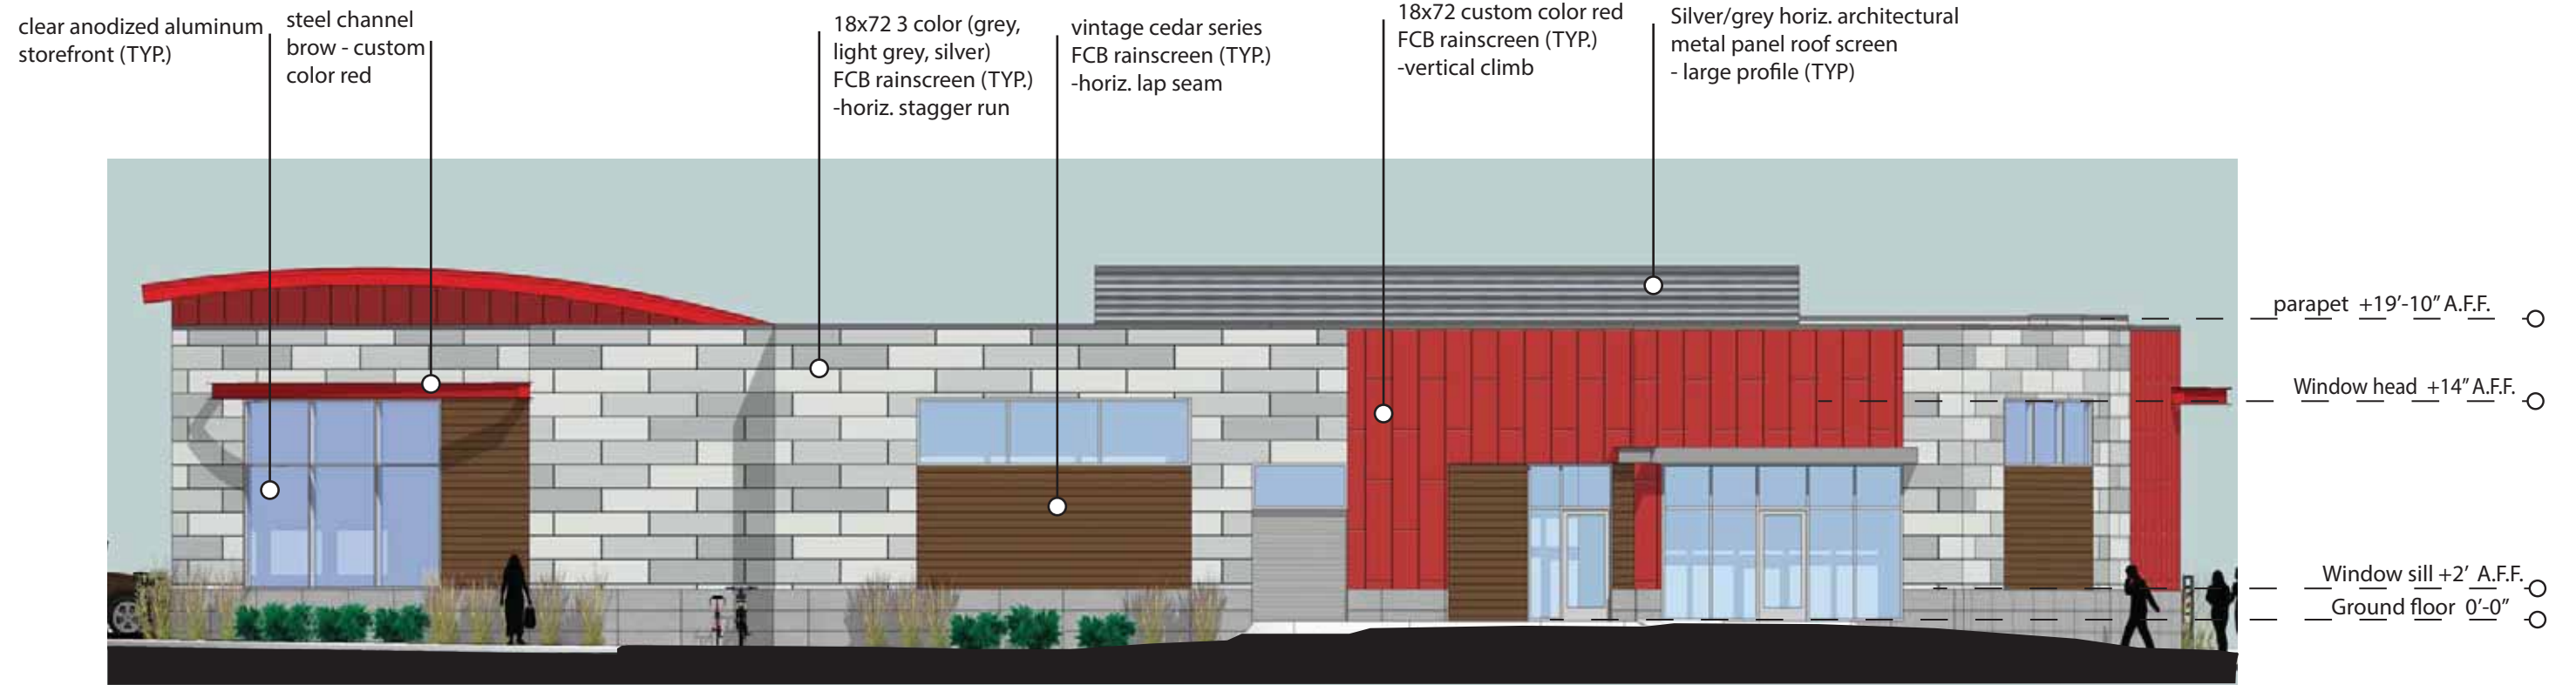 clear anodized aluminum
storefront (TYP.)
steel channel
brow - custom
color red
18x72 3 color (grey,
light grey, silver)
FCB rainscreen (TYP.)
-horiz. stagger run
vintage cedar series
FCB rainscreen (TYP.)
-horiz. lap seam
18x72 custom color red
FCB rainscreen (TYP.)
-vertical climb
Silver/grey horiz. architectural
metal panel roof screen
- large profile (TYP)
parapet +19’-10” A.F.F.
Window head +14” A.F.F.
Window sill +2’ A.F.F.
Ground floor 0’-0”